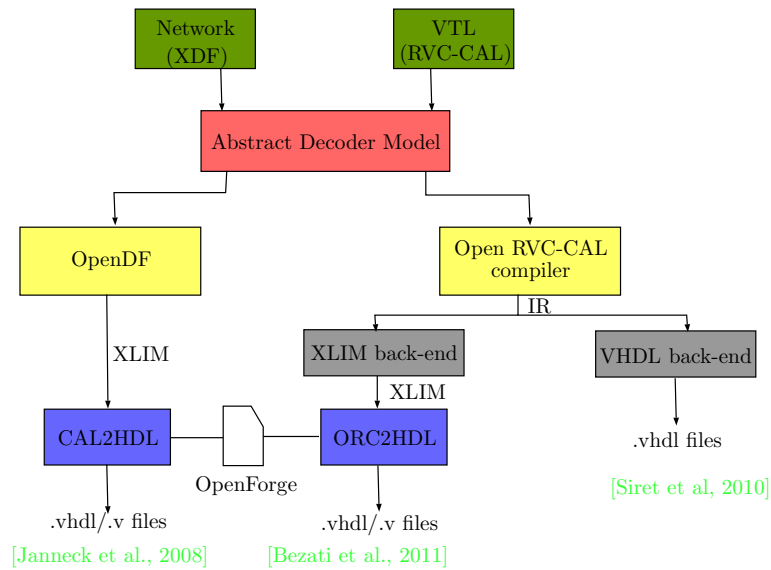 Network
(XDF)
VTL
(RVC-CAL)
Abstract Decoder Model
OpenDF
Open RVC-CAL
compiler
IR
XLIM
XLIM back-end
VHDL back-end
XLIM
CAL2HDL
ORC2HDL
.vhdl files
OpenForge
[Siret et al, 2010]
.vhdl/.v files
.vhdl/.v files
[Janneck et al., 2008]
[Bezati et al., 2011]